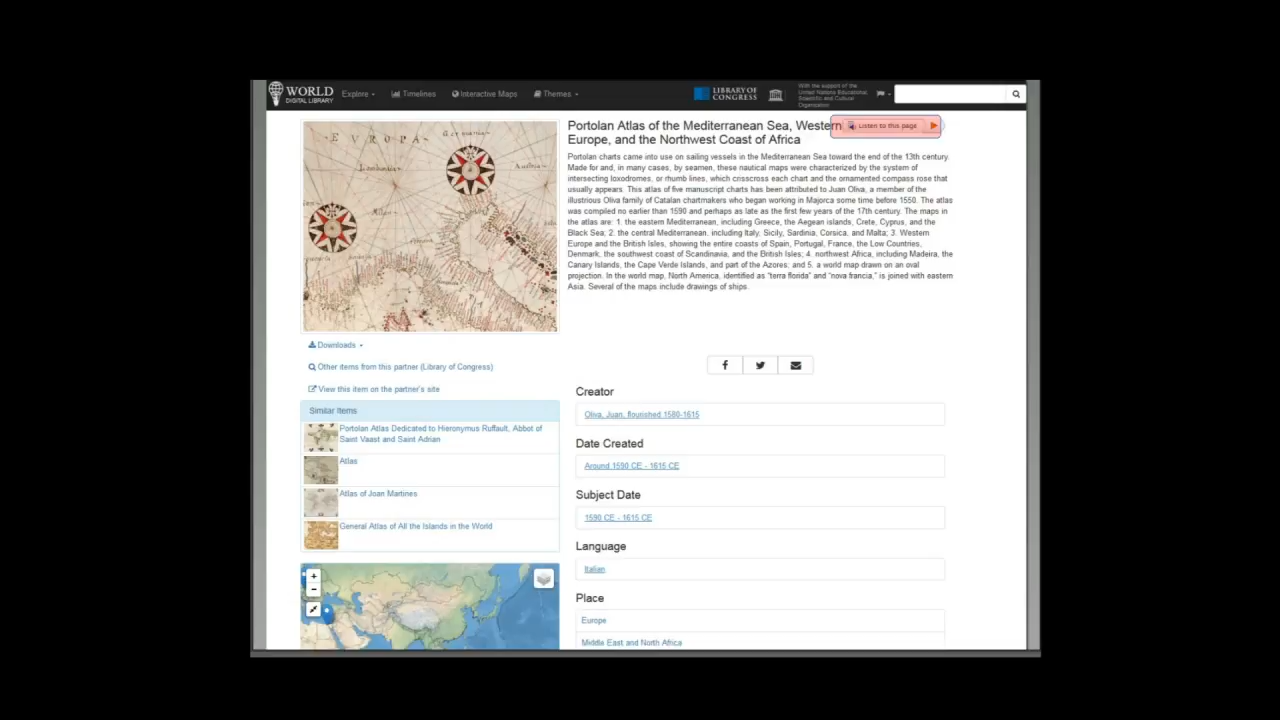 WORLD
DIGITAL LIBRARY
Explore
Timelines
Interactive Maps
Themes
LIBRARY OF
CONGRESS
With the support of the
United Nations Educational
Scientific and Cultural
Organisation
EVROPA
Germania
Portolan Atlas of the Mediterranean Sea, Western
Listen to this page
Europe, and the Northwest Coast of Africa
Portolan charts came into use on sailing vessels in the Mediterranean Sea toward the end of the 13th century.
Made for and, in many cases, by seamen, these nautical maps were characterized by the system of
intersecting loxodromes, or rhumb lines, which crisscross each chart and the ornamented compass rose that
usually appears. This atlas of five manuscript charts has been attributed to Juan Oliva, a member of the
illustrious Oliva family of Catalan chartmakers who began working in Majorca some time before 1550. The atlas
was compiled no earlier than 1590 and perhaps as late as the first few years of the 17th century. The maps in
the atlas are: 1. the eastern Mediterranean, including Greece, the Aegean islands, Crete, Cyprus, and the
Black Sea; 2. the central Mediterranean, including Italy, Sicily, Sardinia, Corsica, and Malta; 3. Western
Europe and the British Isles, showing the entire coasts of Spain, Portugal, France, the Low Countries,
Denmark, the southwest coast of Scandinavia, and the British Isles; 4. northwest Africa, including Madeira, the
Canary Islands, the Cape Verde Islands, and part of the Azores; and 5. a world map drawn on an oval
projection. In the world map, North America, identified as "terra florida" and "nova francia," is joined with eastern
Asia. Several of the maps include drawings of ships.
Downloads
Other items from this partner (Library of Congress)
View this item on the partner's site
Similar Items
Portolan Atlas Dedicated to Hieronymus Ruffault, Abbot of
Saint Vaast and Saint Adrian
Atlas
Atlas of Joan Martines
General Atlas of All the Islands in the World
+
−
Creator
Oliva, Juan, flourished 1580-1615
Date Created
Around 1590 CE - 1615 CE
Subject Date
1590 CE - 1615 CE
Language
Italian
Place
Europe
Middle East and North Africa